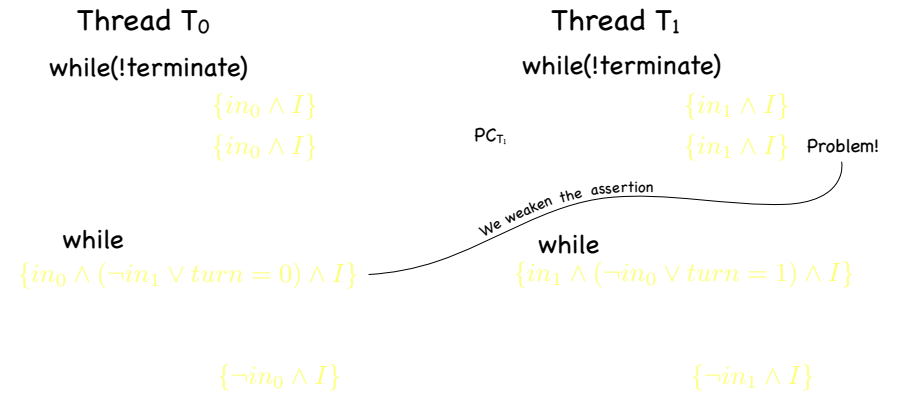 Thread T₀
while(!terminate)
{in₀ ∧ I}
{in₀ ∧ I}
while
{in₀ ∧ (¬in₁ ∨ turn = 0) ∧ I}
{¬in₀ ∧ I}
PC_T₁
We weaken the assertion
Thread T₁
while(!terminate)
{in₁ ∧ I}
{in₁ ∧ I}
Problem!
while
{in₁ ∧ (¬in₀ ∨ turn = 1) ∧ I}
{¬in₁ ∧ I}